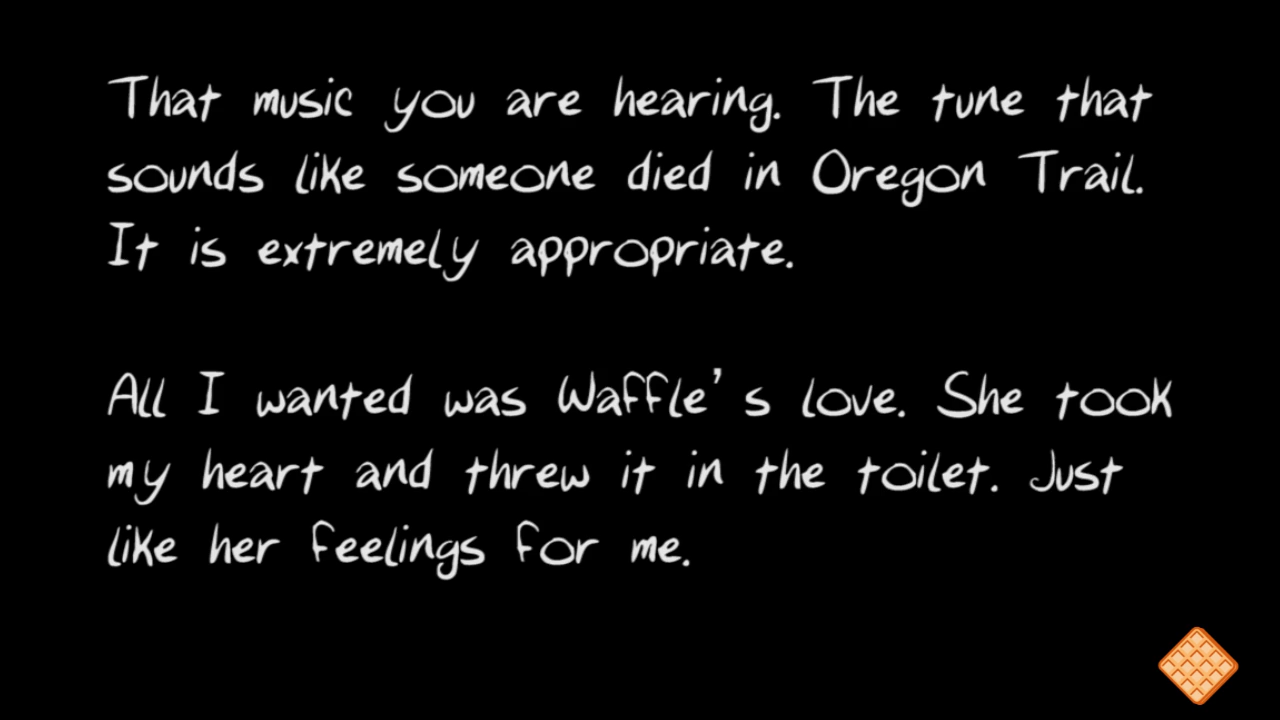 That music you are hearing. The tune that
sounds like someone died in Oregon Trail.
It is extremely appropriate.
All I wanted was Waffle's love. She took
my heart and threw it in the toilet. Just
like her feelings for me.